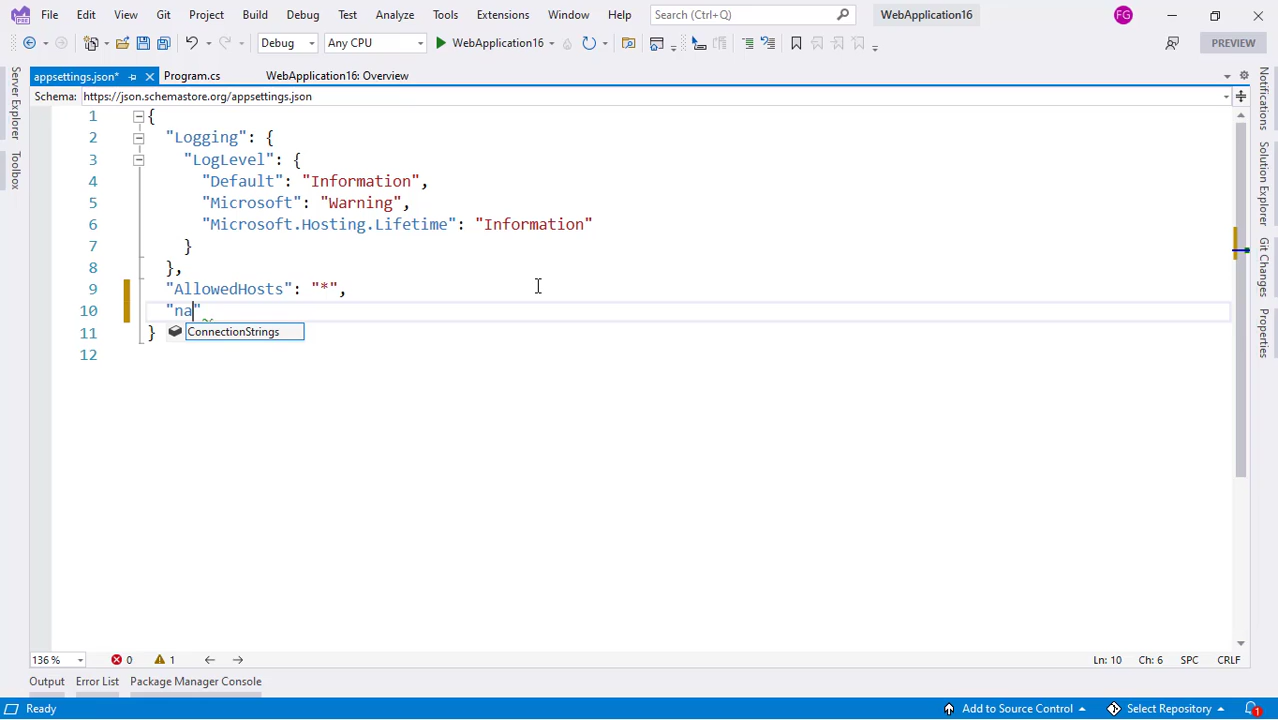 File Edit View Git Project Build Debug Test Analyze Tools Extensions Window Help Search (Ctrl+Q) WebApplication16 FG
Debug Any CPU WebApplication16 PREVIEW
appsettings.json* Program.cs WebApplication16: Overview
Schema: https://json.schemastore.org/appsettings.json
1 {
2 "Logging": {
3 "LogLevel": {
4 "Default": "Information",
5 "Microsoft": "Warning",
6 "Microsoft.Hosting.Lifetime": "Information"
7 }
8 },
9 "AllowedHosts": "*",
10 "na"
11 }
ConnectionStrings
12
Server Explorer
Toolbox
Notifications
Solution Explorer
Git Changes
Properties
136 % 0 1 Ln: 10 Ch: 6 SPC CRLF
Output Error List Package Manager Console
Ready Add to Source Control Select Repository 1